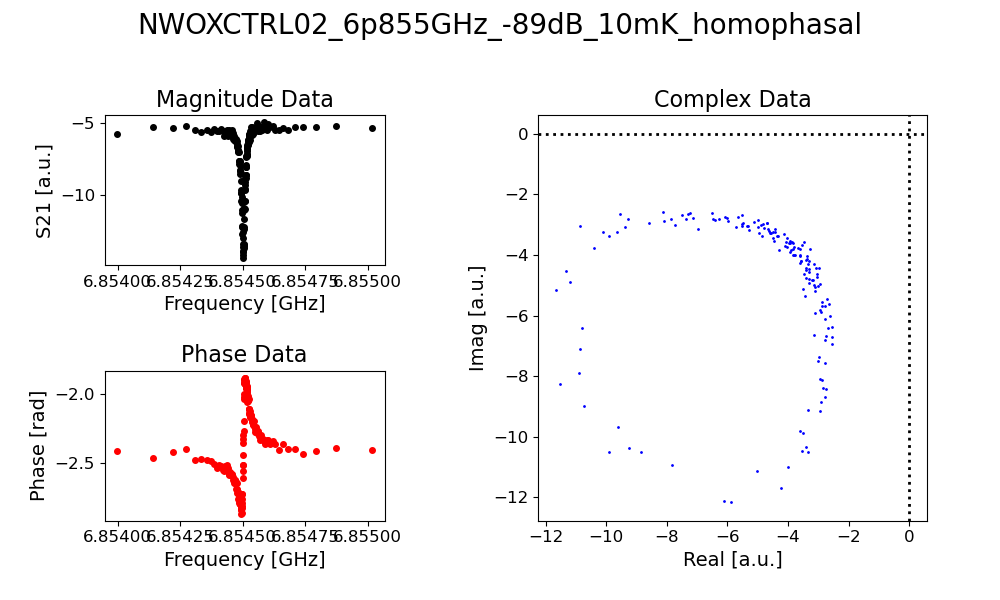 NWOXCTRL02_6p855GHz_-89dB_10mK_homophasal
Magnitude Data
−5
−10
S21 [a.u.]
6.85400 6.85425 6.85450 6.85475 6.85500
Frequency [GHz]
Phase Data
−2.0
−2.5
Phase [rad]
6.85400 6.85425 6.85450 6.85475 6.85500
Frequency [GHz]
Complex Data
0
−2
−4
−6
−8
−10
−12
Imag [a.u.]
−12 −10 −8 −6 −4 −2 0
Real [a.u.]